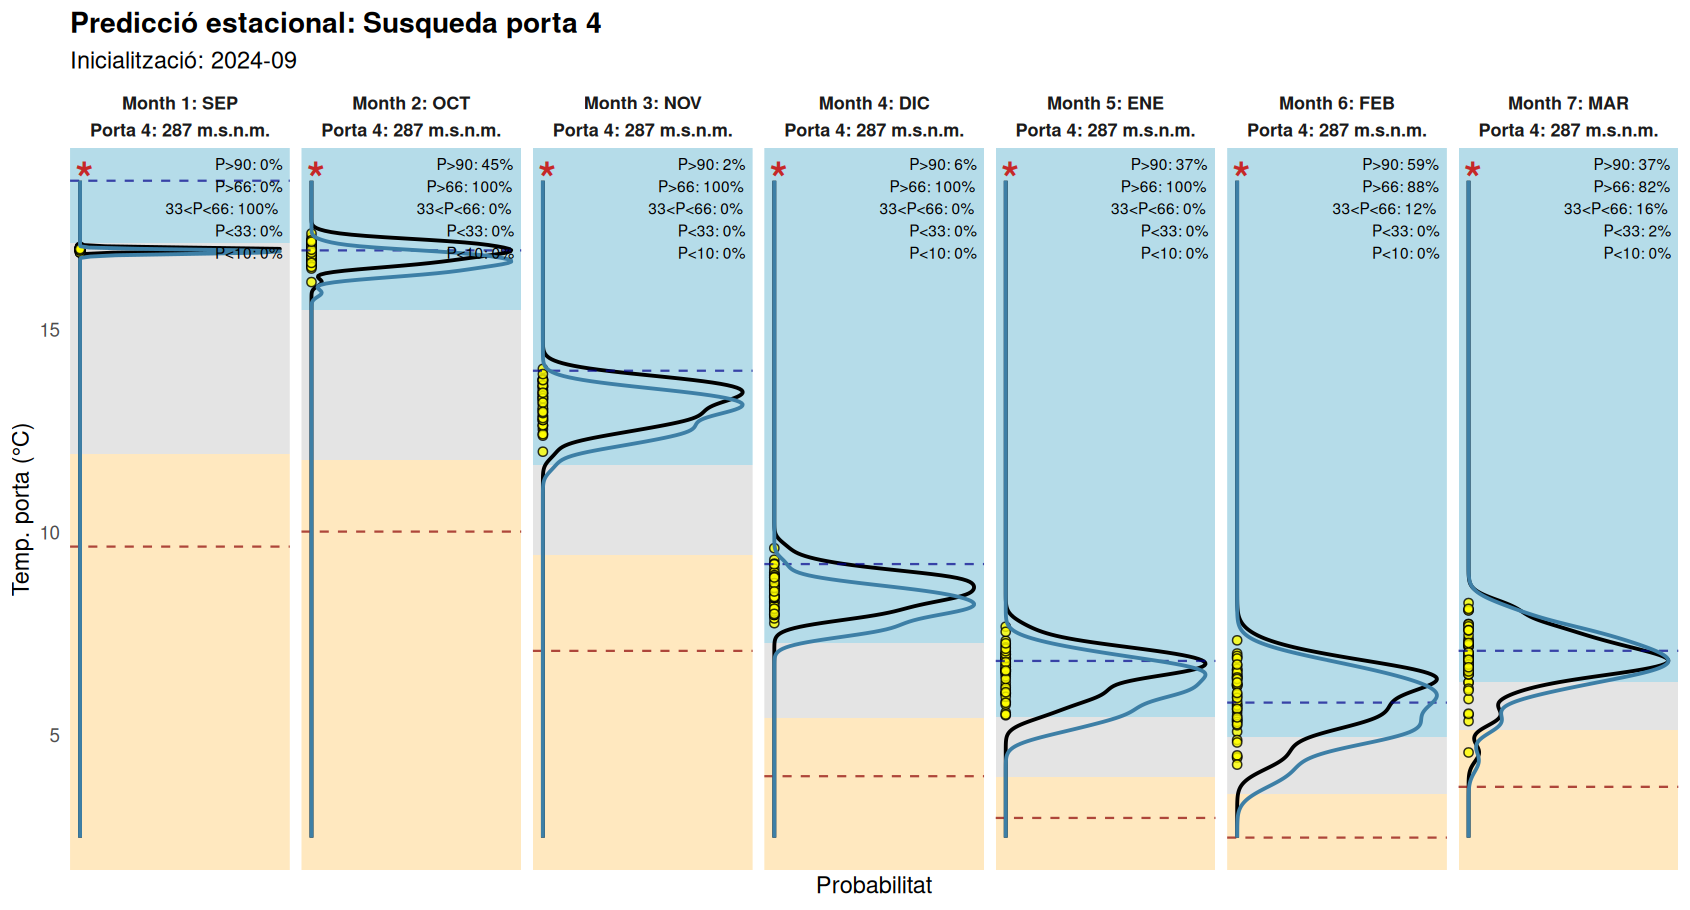 Predicció estacional: Susqueda porta 4
Inicialització: 2024-09
Month 1: SEP
Porta 4: 287 m.s.n.m.
Month 2: OCT
Porta 4: 287 m.s.n.m.
Month 3: NOV
Porta 4: 287 m.s.n.m.
Month 4: DIC
Porta 4: 287 m.s.n.m.
Month 5: ENE
Porta 4: 287 m.s.n.m.
Month 6: FEB
Porta 4: 287 m.s.n.m.
Month 7: MAR
Porta 4: 287 m.s.n.m.
*
P>90: 0%
P>66: 0%
33<P<66: 100%
P<33: 0%
P<10: 0%
*
P>90: 45%
P>66: 100%
33<P<66: 0%
P<33: 0%
P<10: 0%
*
P>90: 2%
P>66: 100%
33<P<66: 0%
P<33: 0%
P<10: 0%
*
P>90: 6%
P>66: 100%
33<P<66: 0%
P<33: 0%
P<10: 0%
*
P>90: 37%
P>66: 100%
33<P<66: 0%
P<33: 0%
P<10: 0%
*
P>90: 59%
P>66: 88%
33<P<66: 12%
P<33: 0%
P<10: 0%
*
P>90: 37%
P>66: 82%
33<P<66: 16%
P<33: 2%
P<10: 0%
15
10
5
Temp. porta (°C)
Probabilitat